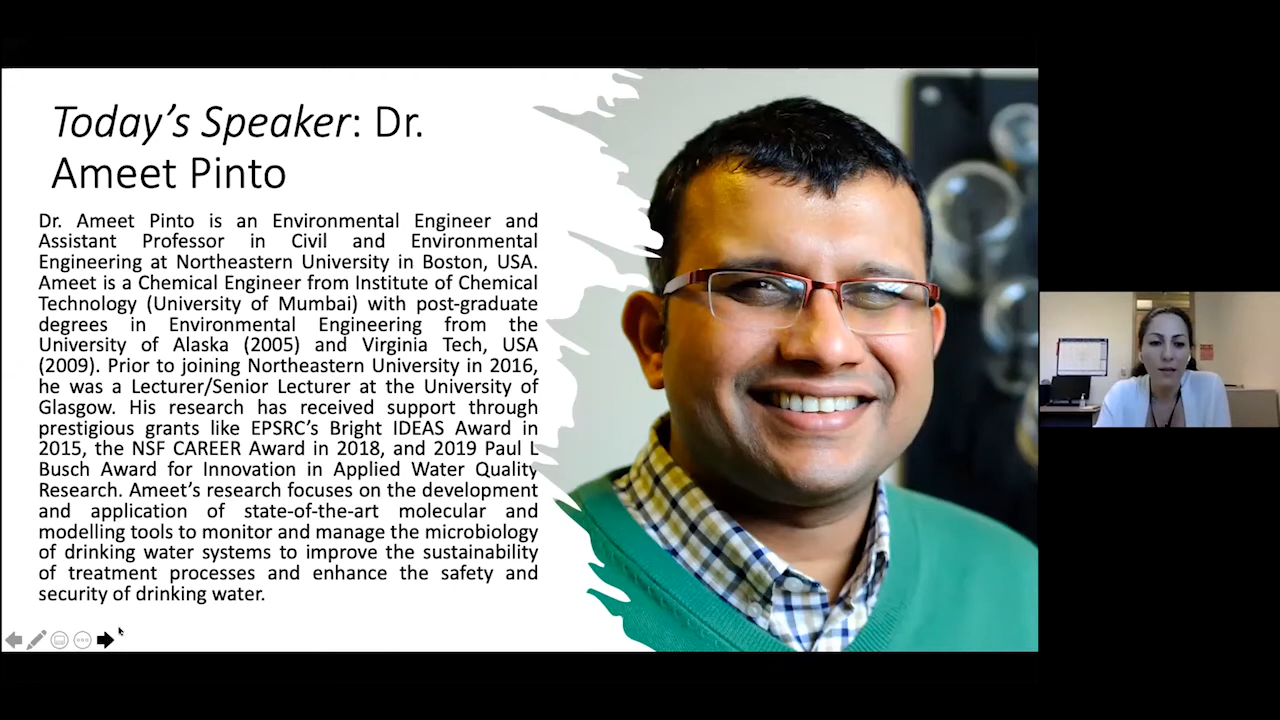 Today's Speaker: Dr.
Ameet Pinto
Dr. Ameet Pinto is an Environmental Engineer and
Assistant Professor in Civil and Environmental
Engineering at Northeastern University in Boston, USA.
Ameet is a Chemical Engineer from Institute of Chemical
Technology (University of Mumbai) with post-graduate
degrees in Environmental Engineering from the
University of Alaska (2005) and Virginia Tech, USA
(2009). Prior to joining Northeastern University in 2016,
he was a Lecturer/Senior Lecturer at the University of
Glasgow. His research has received support through
prestigious grants like EPSRC's Bright IDEAS Award in
2015, the NSF CAREER Award in 2018, and 2019 Paul L
Busch Award for Innovation in Applied Water Quality
Research. Ameet's research focuses on the development
and application of state-of-the-art molecular and
modelling tools to monitor and manage the microbiology
of drinking water systems to improve the sustainability
of treatment processes and enhance the safety and
security of drinking water.